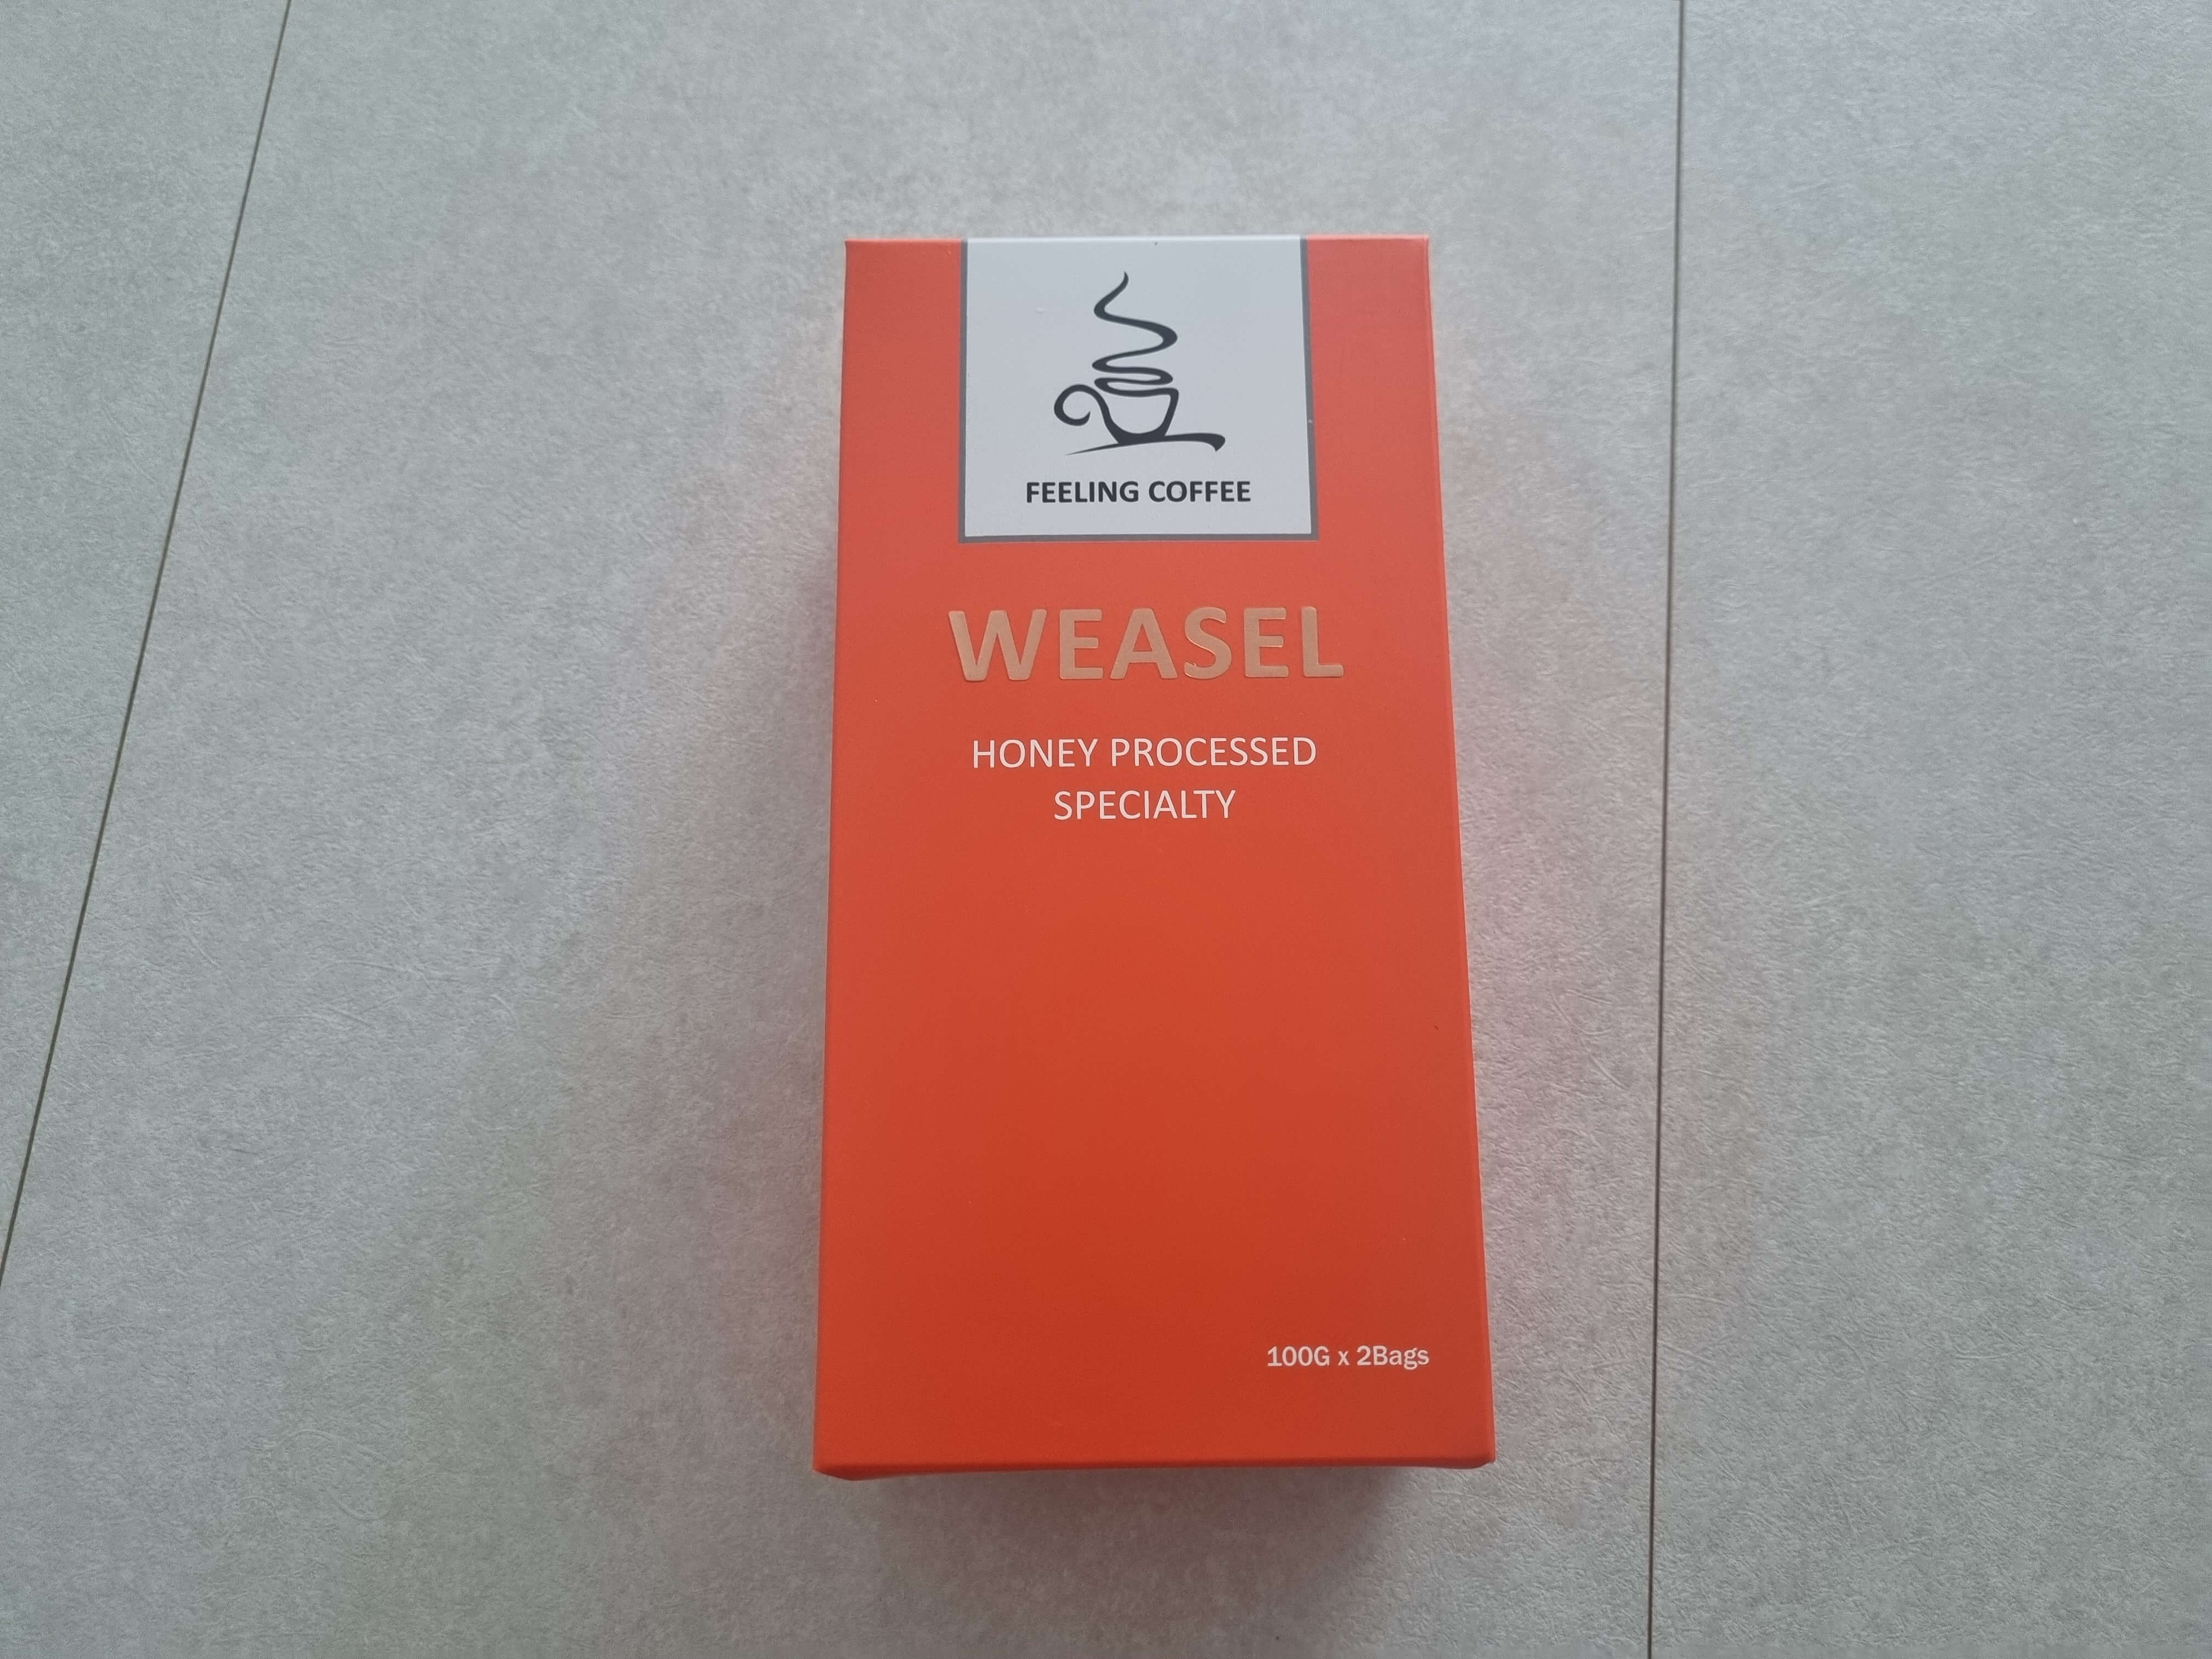 FEELING COFFEE
WEASEL
HONEY PROCESSED
SPECIALTY
100G x 2Bags